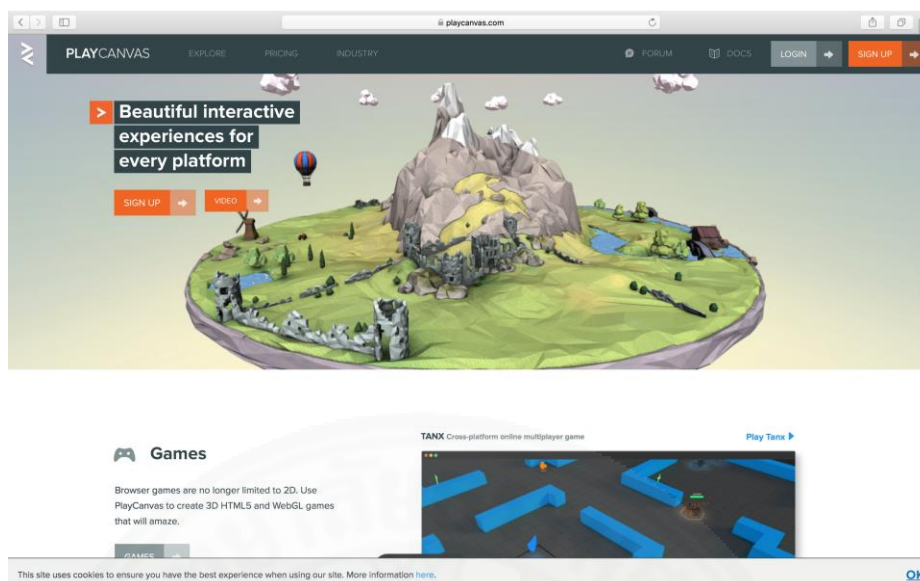 playcanvas.com
PLAYCANVAS
EXPLORE
PRICING
INDUSTRY
FORUM
DOCS
LOGIN
SIGN UP
> Beautiful interactive
experiences for
every platform
SIGN UP
VIDEO
TANX Cross-platform online multiplayer game
Play Tanx
Games
Browser games are no longer limited to 2D. Use
PlayCanvas to create 3D HTML5 and WebGL games
that will amaze.
GAMES
This site uses cookies to ensure you have the best experience when using our site. More information here.
OK